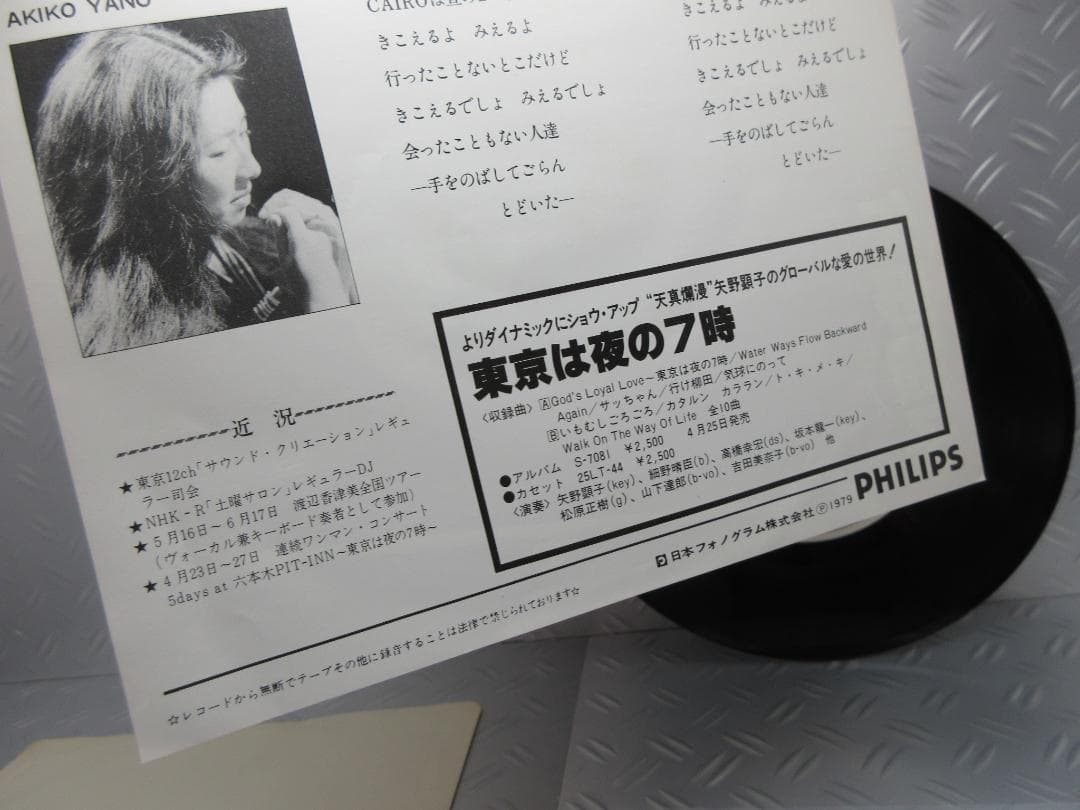 AKIKO YANO
CAIROは
きこえるよ みえるよ
行ったことないとこだけど
きこえるでしょ みえるでしょ
会ったこともない人達
―手をのばしてごらん
とどいた―
きこえるよ みえるよ
行ったことないとこだけど
きこえるでしょ みえるでしょ
会ったこともない人達
―手をのばしてごらん
とどいた―
近況
★東京12ch「サウンド・クリエーション」レギュ
ラー司会
★NHK-R「土曜サロン」レギュラーDJ
★5月16日～6月17日 渡辺香津美全国ツアー
(ヴォーカル兼キーボード奏者として参加)
★4月23日～27日 連続ワンマン・コンサート
5days at 六本木PIT-INN～東京は夜の7時～
よりダイナミックにショウ・アップ “天真爛漫”矢野顕子のグローバルな愛の世界!
東京は夜の7時
〈収録曲〉 A God's Loyal Love～東京は夜の7時/Water Ways Flow Backward
Again/サッちゃん/行け柳田/気球にのって
B いもむしごろごろ/カタルン カララン/ト・キ・メ・キ/
Walk On The Way Of Life 全10曲
●アルバム S-7081 ¥2,500 4月25日発売
●カセット 25LT-44 ¥2,500
〈演奏〉矢野顕子(key)、細野晴臣(b)、高橋幸宏(ds)、坂本龍一(key)、
松原正樹(g)、山下達郎(b-vo)、吉田美奈子(b-vo) 他
日本フォノグラム株式会社 Ⓟ1979 PHILIPS
☆レコードから無断でテープその他に録音することは法律で禁じられております☆